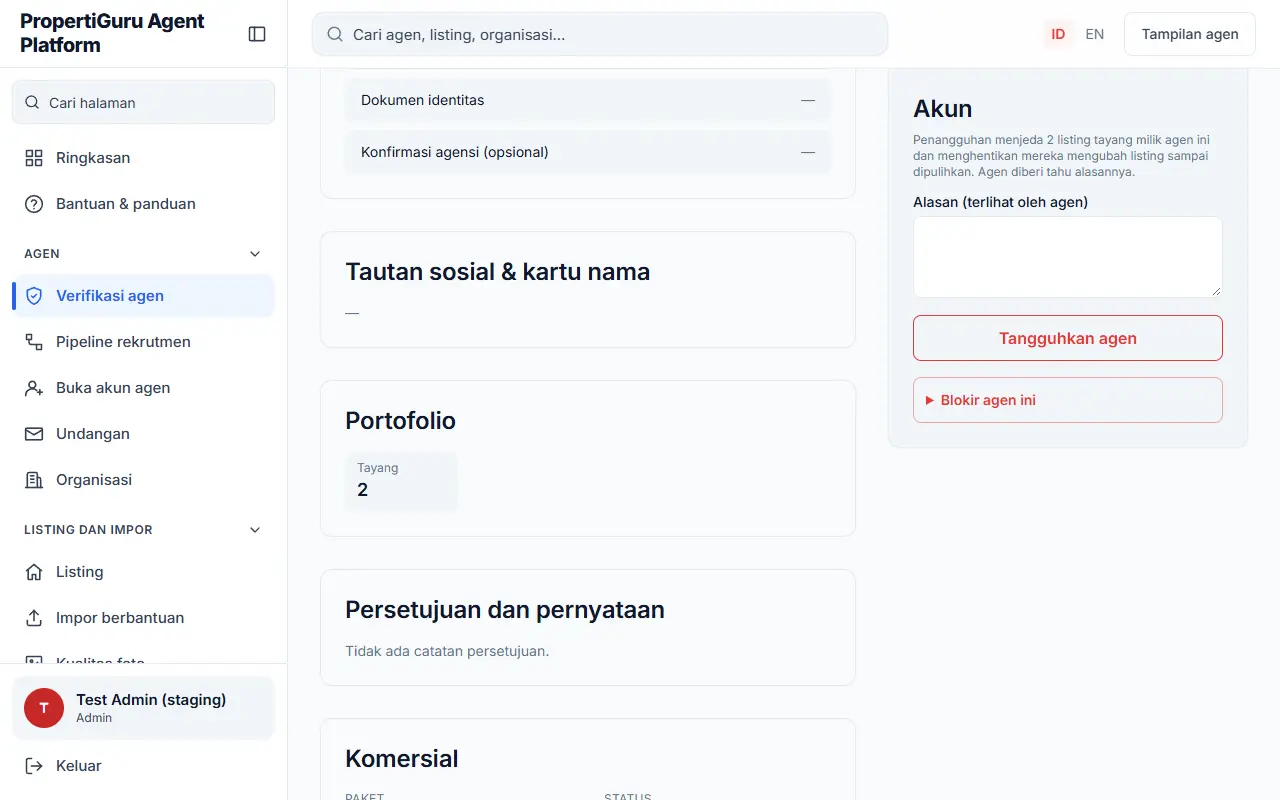 PropertiGuru Agent
Platform
Cari agen, listing, organisasi...
ID
EN
Tampilan agen
Cari halaman
Ringkasan
Bantuan & panduan
AGEN
Verifikasi agen
Pipeline rekrutmen
Buka akun agen
Undangan
Organisasi
LISTING DAN IMPOR
Listing
Impor berbantuan
Kualitas foto
T
Test Admin (staging)
Admin
Keluar
Dokumen identitas
—
Konfirmasi agensi (opsional)
—
Tautan sosial & kartu nama
—
Portofolio
Tayang
2
Persetujuan dan pernyataan
Tidak ada catatan persetujuan.
Komersial
PAKET
STATUS
Akun
Penangguhan menjeda 2 listing tayang milik agen ini
dan menghentikan mereka mengubah listing sampai
dipulihkan. Agen diberi tahu alasannya.
Alasan (terlihat oleh agen)
Tangguhkan agen
Blokir agen ini